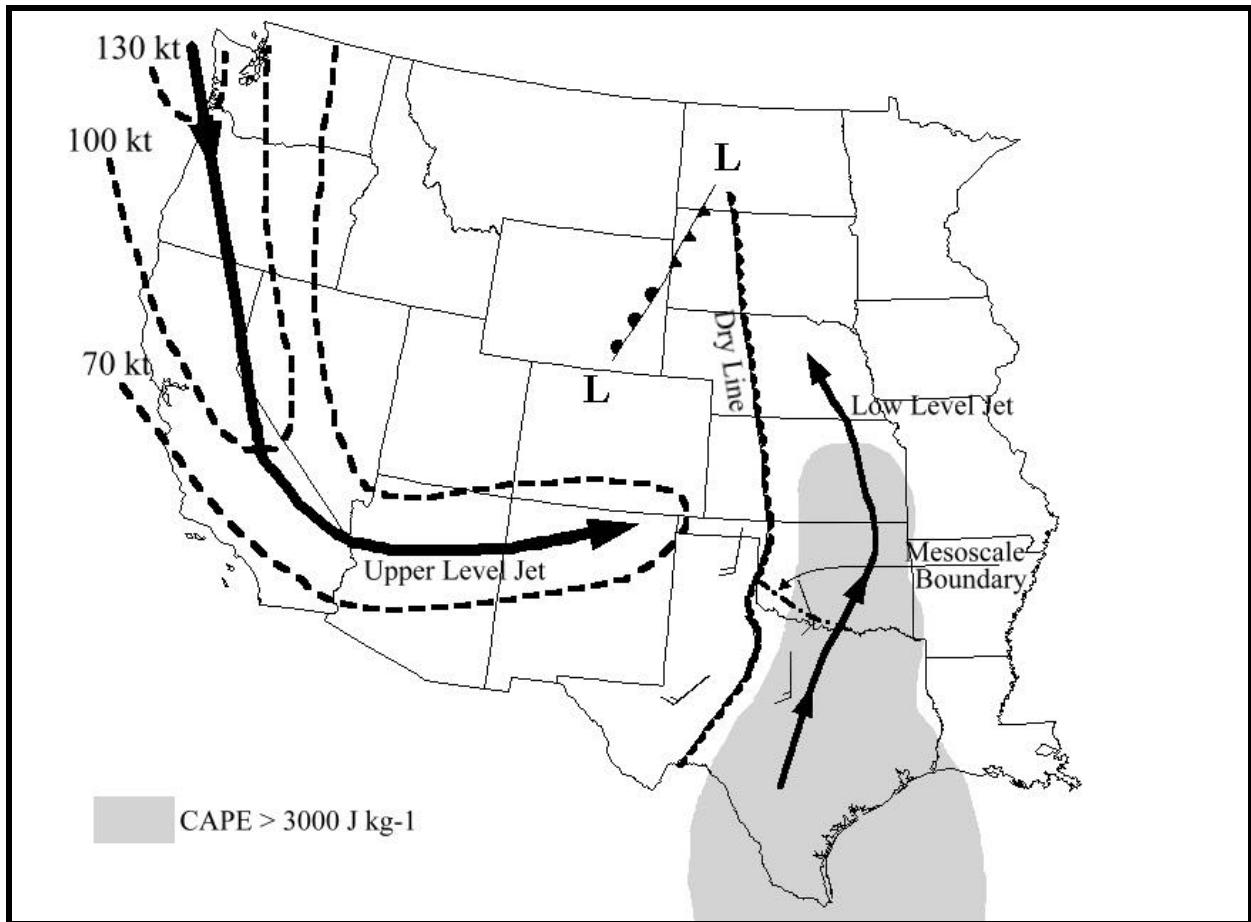 130 kt
100 kt
L
70 kt
Dry Line
L
Low Level Jet
Upper Level Jet
Mesoscale
Boundary
CAPE > 3000 J kg-1